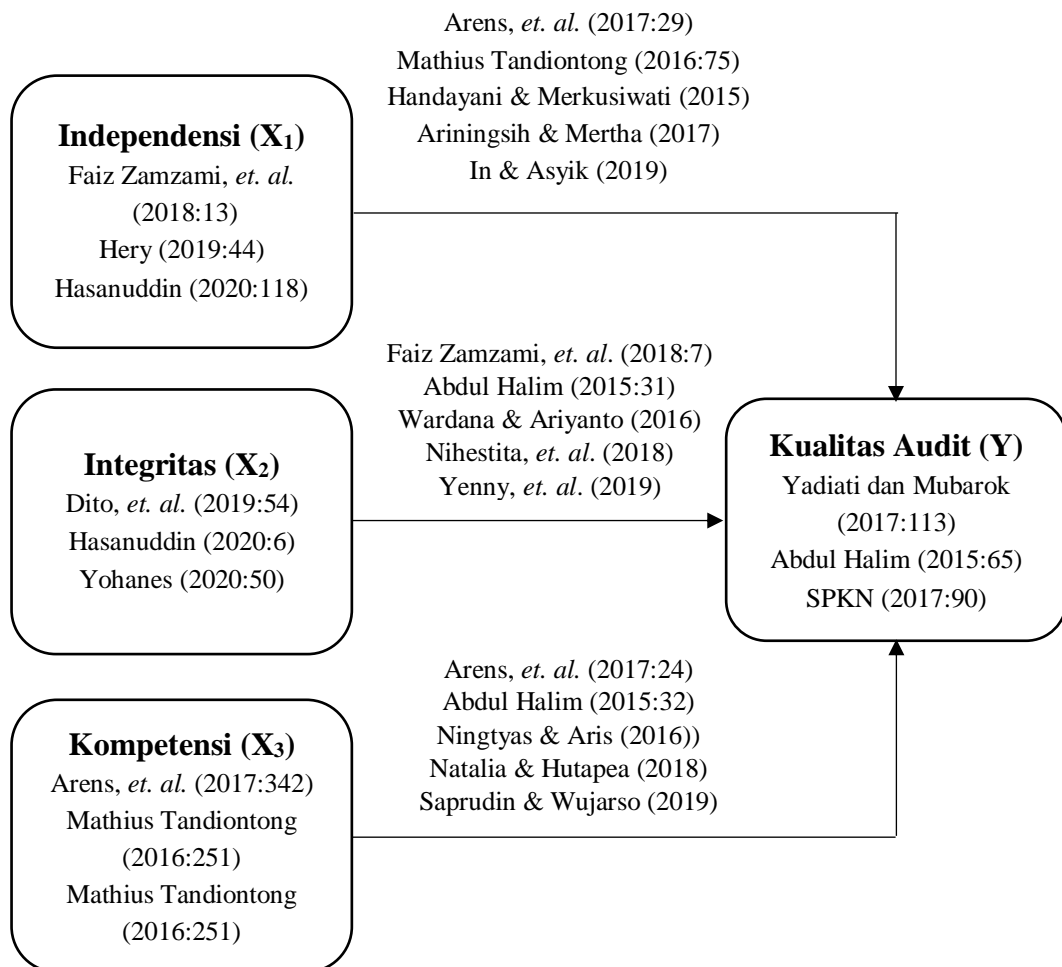 Arens, et. al. (2017:29)
Mathius Tandiontong (2016:75)
Handayani & Merkusiwati (2015)
Ariningsih & Mertha (2017)
In & Asyik (2019)
Independensi (X₁)
Faiz Zamzami, et. al.
(2018:13)
Hery (2019:44)
Hasanuddin (2020:118)
Faiz Zamzami, et. al. (2018:7)
Abdul Halim (2015:31)
Wardana & Ariyanto (2016)
Nihestita, et. al. (2018)
Yenny, et. al. (2019)
Integritas (X₂)
Dito, et. al. (2019:54)
Hasanuddin (2020:6)
Yohanes (2020:50)
Kualitas Audit (Y)
Yadiati dan Mubarok
(2017:113)
Abdul Halim (2015:65)
SPKN (2017:90)
Arens, et. al. (2017:24)
Abdul Halim (2015:32)
Ningtyas & Aris (2016))
Natalia & Hutapea (2018)
Saprudin & Wujarso (2019)
Kompetensi (X₃)
Arens, et. al. (2017:342)
Mathius Tandiontong
(2016:251)
Mathius Tandiontong
(2016:251)